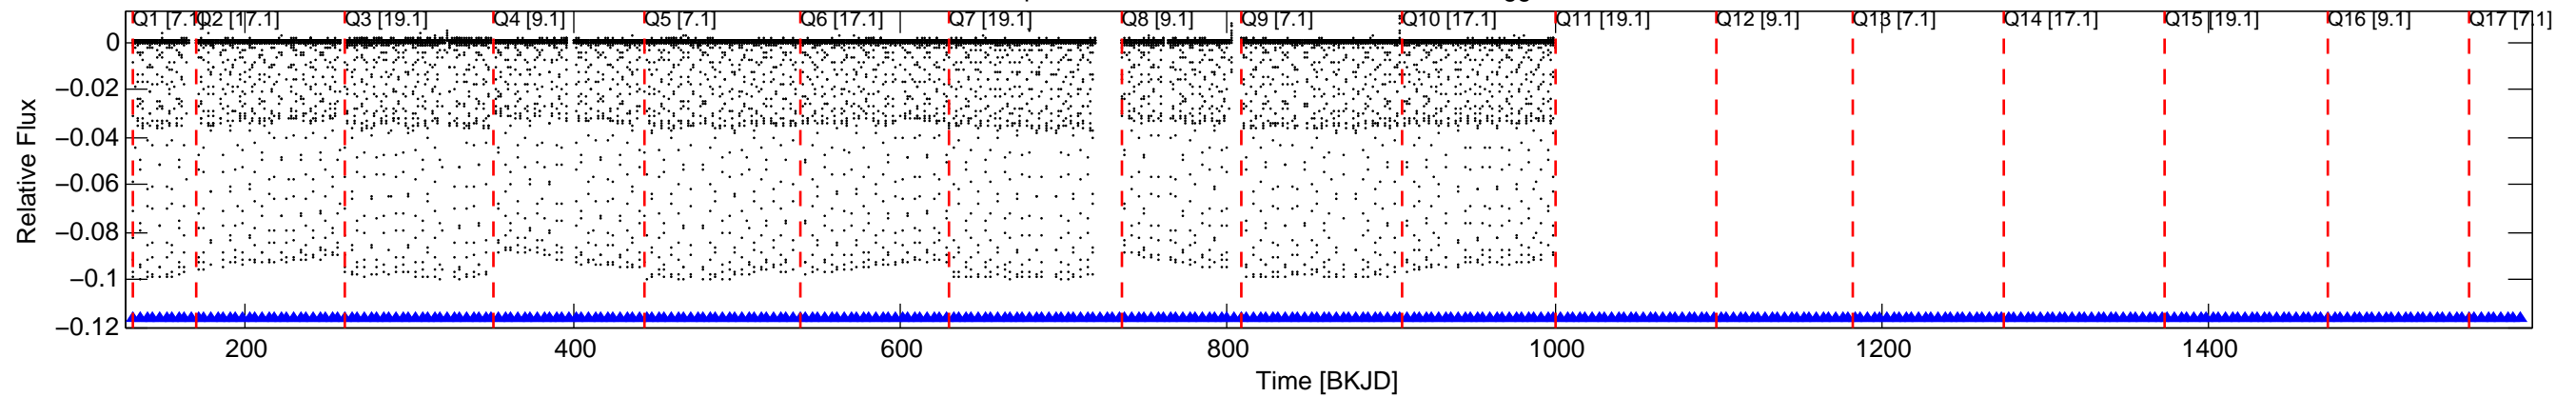 Q1 [7.1] Q2 [17.1] Q3 [19.1] Q4 [9.1] Q5 [7.1] Q6 [17.1] Q7 [19.1] Q8 [9.1] Q9 [7.1] Q10 [17.1] Q11 [19.1] Q12 [9.1] Q13 [7.1] Q14 [17.1] Q15 [19.1] Q16 [9.1] Q17 [7.1]
0
−0.02
−0.04
−0.06
−0.08
−0.1
−0.12
Relative Flux
200 400 600 800 1000 1200 1400
Time [BKJD]